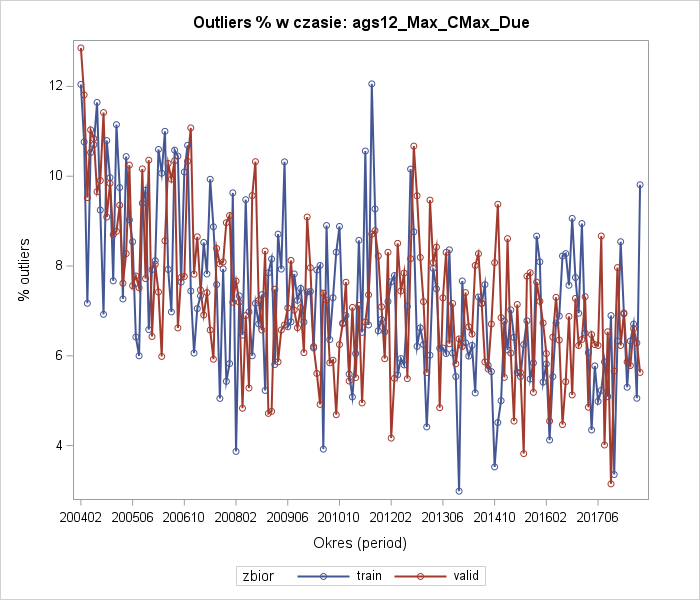 Outliers % w czasie: ags12_Max_CMax_Due
% outliers
12
10
8
6
4
200402 200506 200610 200802 200906 201010 201202 201306 201410 201602 201706
Okres (period)
zbior train valid